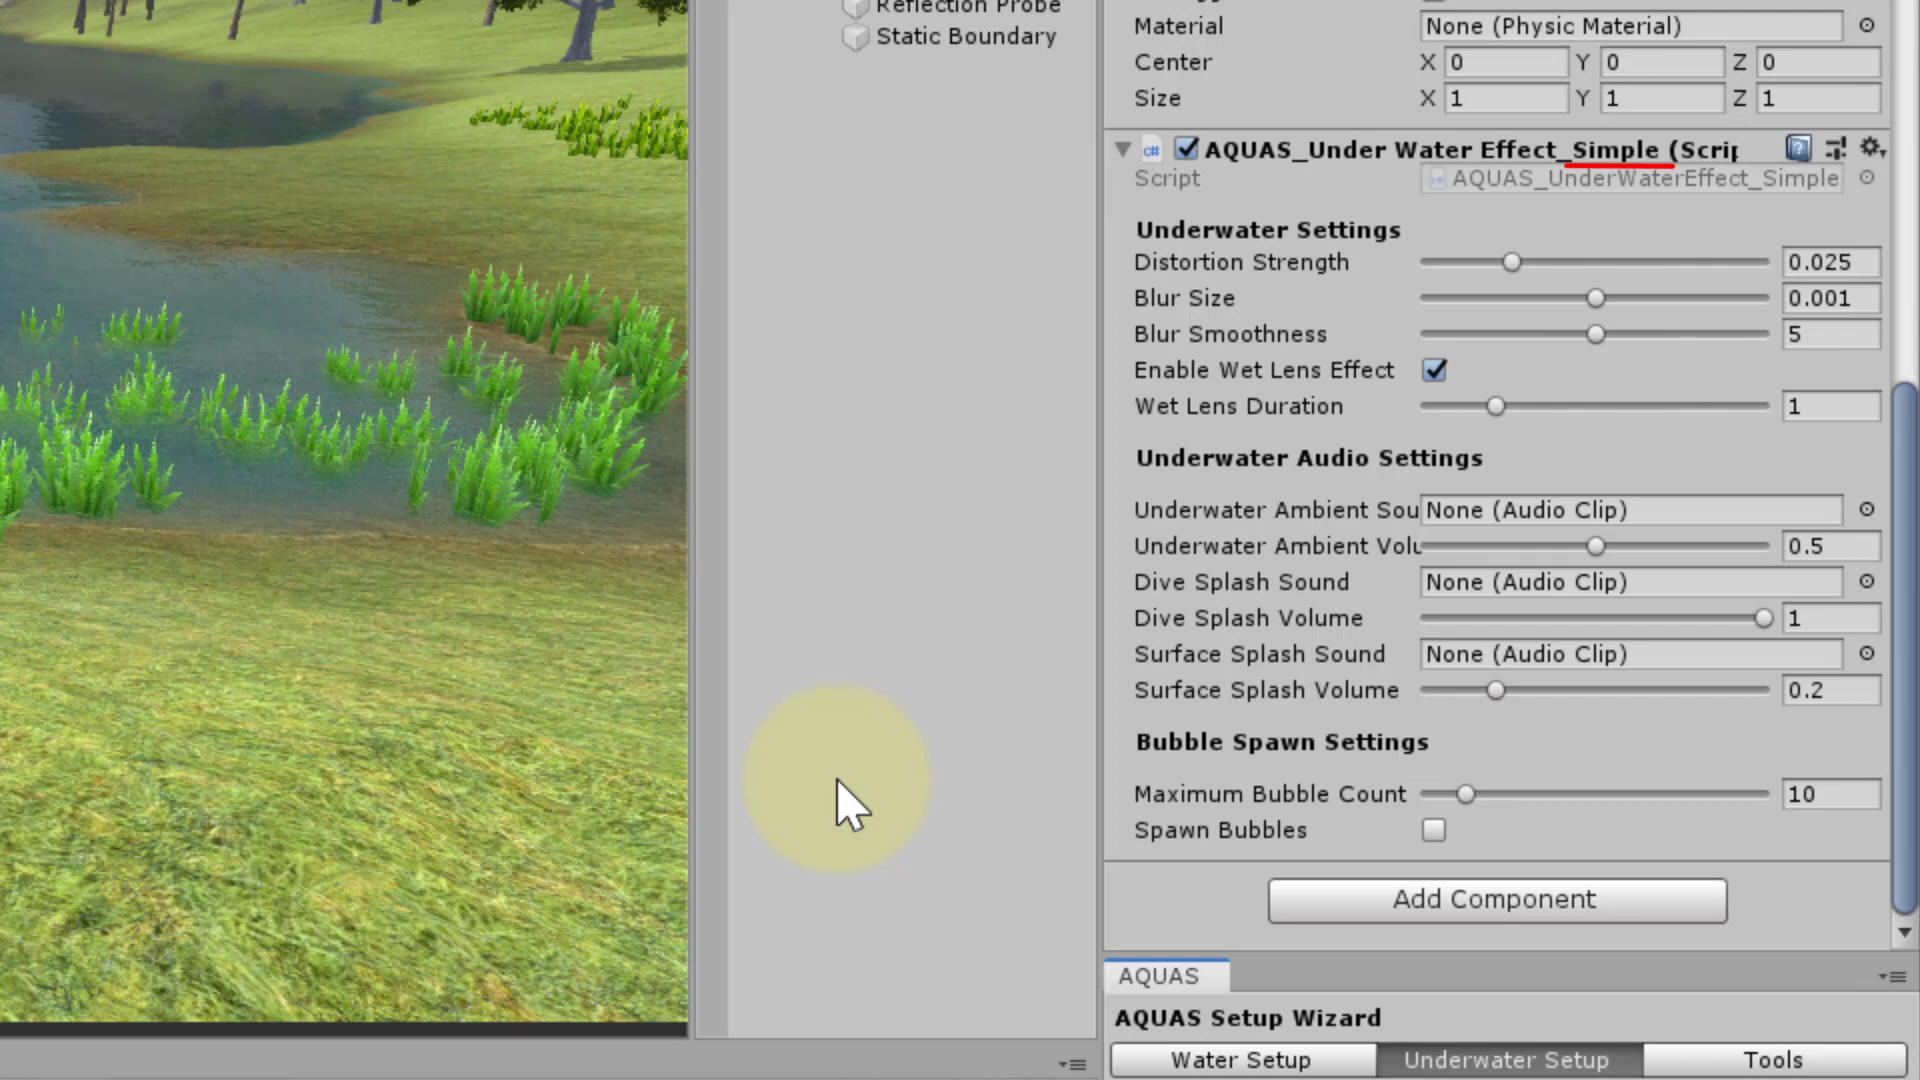 Reflection Probe
Static Boundary
Material None (Physic Material)
Center X 0 Y 0 Z 0
Size X 1 Y 1 Z 1
AQUAS_Under Water Effect_Simple (Scrip
Script AQUAS_UnderWaterEffect_Simple
Underwater Settings
Distortion Strength 0.025
Blur Size 0.001
Blur Smoothness 5
Enable Wet Lens Effect
Wet Lens Duration 1
Underwater Audio Settings
Underwater Ambient Sou None (Audio Clip)
Underwater Ambient Volu 0.5
Dive Splash Sound None (Audio Clip)
Dive Splash Volume 1
Surface Splash Sound None (Audio Clip)
Surface Splash Volume 0.2
Bubble Spawn Settings
Maximum Bubble Count 10
Spawn Bubbles
Add Component
AQUAS
AQUAS Setup Wizard
Water Setup Underwater Setup Tools